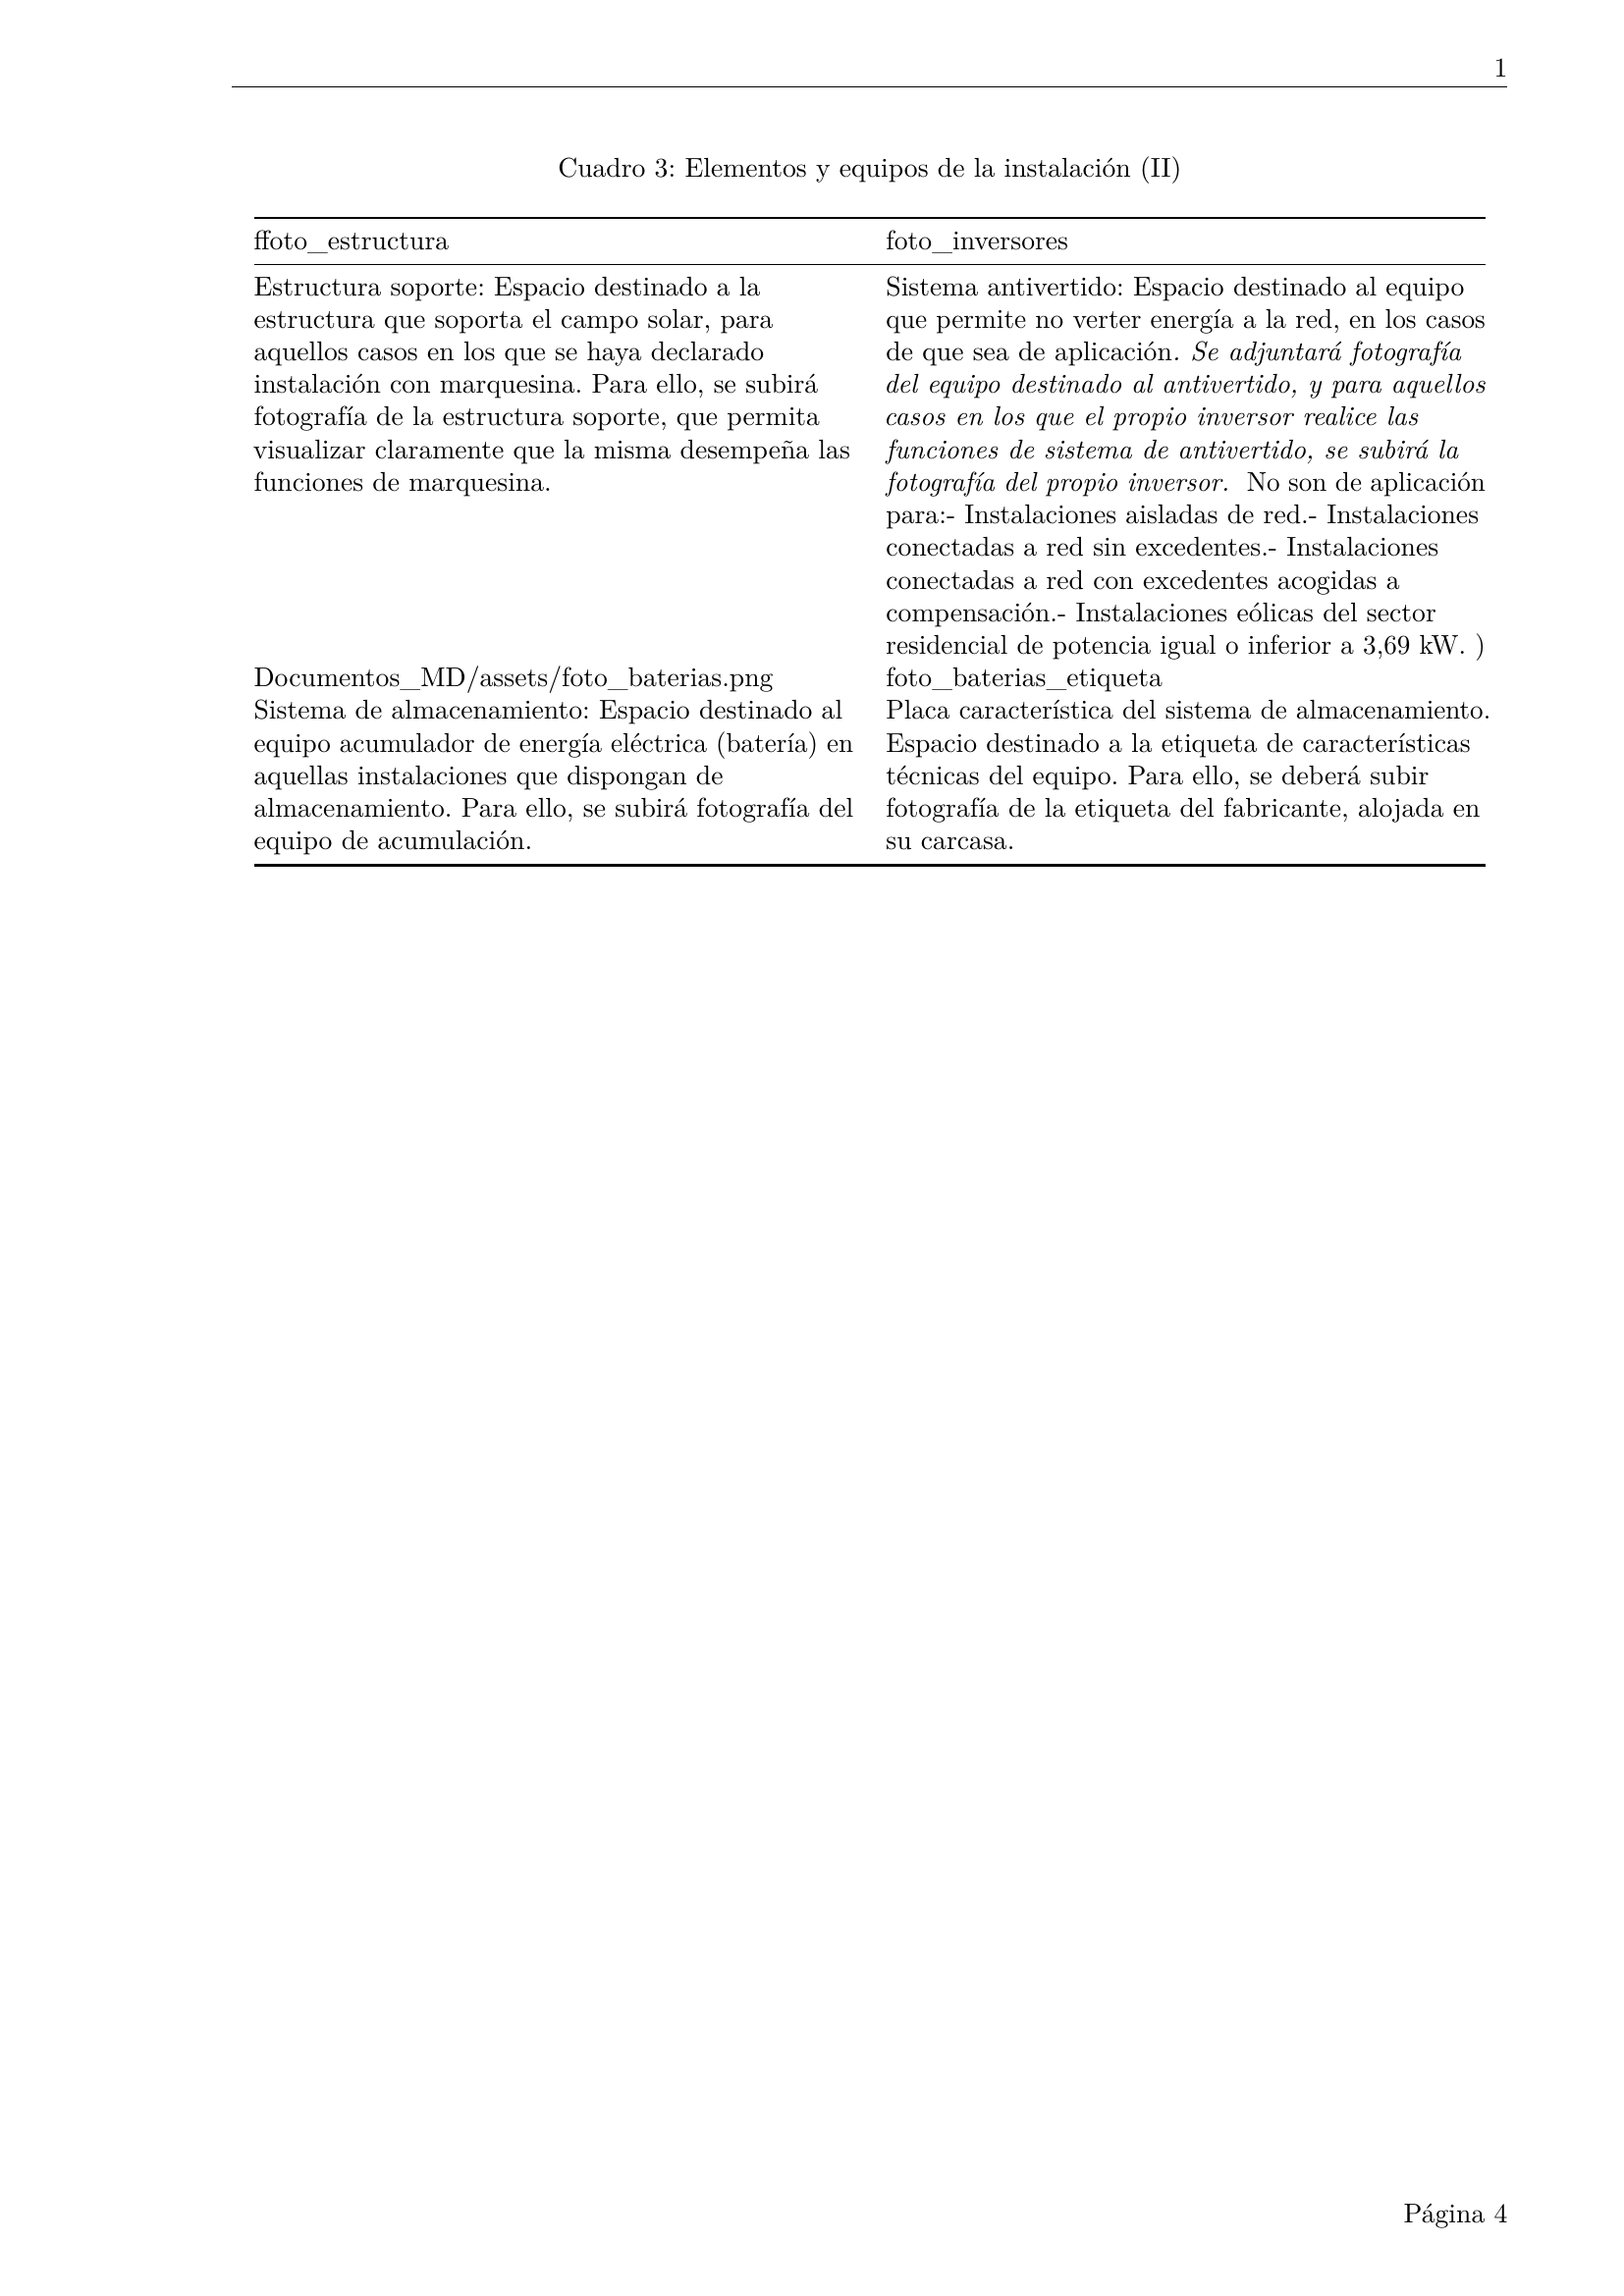 1
Cuadro 3: Elementos y equipos de la instalación (II)
ffoto_estructura
foto_inversores
Estructura soporte: Espacio destinado a la
estructura que soporta el campo solar, para
aquellos casos en los que se haya declarado
instalación con marquesina. Para ello, se subirá
fotografía de la estructura soporte, que permita
visualizar claramente que la misma desempeña las
funciones de marquesina.
Sistema antivertido: Espacio destinado al equipo
que permite no verter energía a la red, en los casos
de que sea de aplicación. Se adjuntará fotografía
del equipo destinado al antivertido, y para aquellos
casos en los que el propio inversor realice las
funciones de sistema de antivertido, se subirá la
fotografía del propio inversor. No son de aplicación
para:- Instalaciones aisladas de red.- Instalaciones
conectadas a red sin excedentes.- Instalaciones
conectadas a red con excedentes acogidas a
compensación.- Instalaciones eólicas del sector
residencial de potencia igual o inferior a 3,69 kW. )
Documentos_MD/assets/foto_baterias.png
foto_baterias_etiqueta
Sistema de almacenamiento: Espacio destinado al
equipo acumulador de energía eléctrica (batería) en
aquellas instalaciones que dispongan de
almacenamiento. Para ello, se subirá fotografía del
equipo de acumulación.
Placa característica del sistema de almacenamiento.
Espacio destinado a la etiqueta de características
técnicas del equipo. Para ello, se deberá subir
fotografía de la etiqueta del fabricante, alojada en
su carcasa.
Página 4